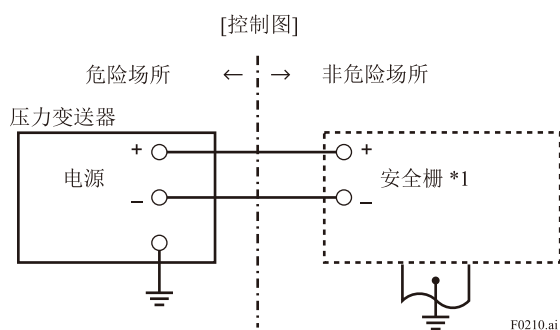 [控制图]
危险场所 ← → 非危险场所
压力变送器
+ +
电源 安全栅 *1
− −
F0210.ai